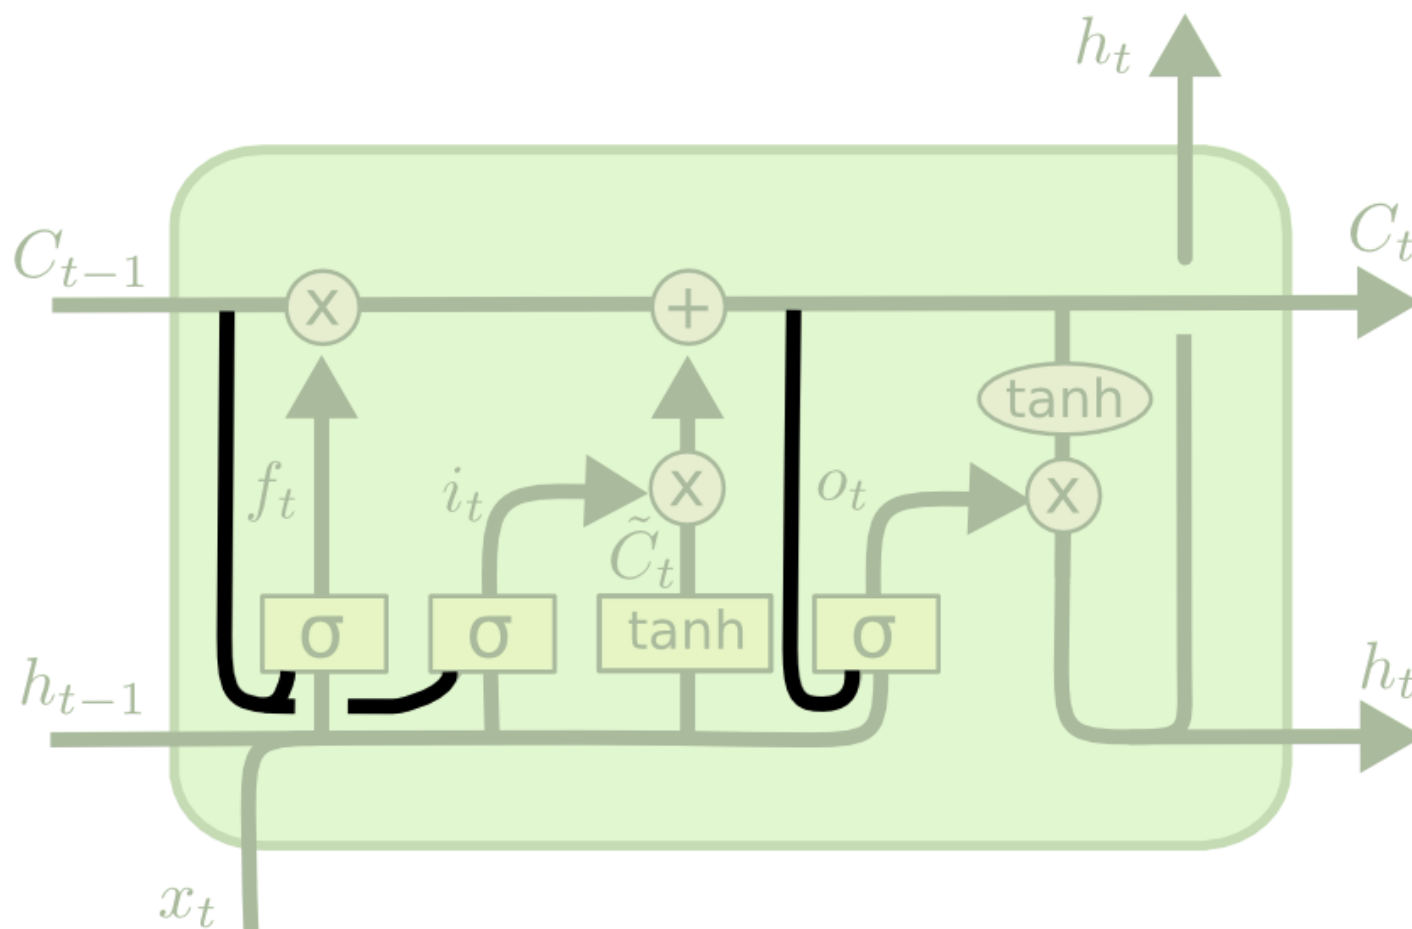 h_t
C_{t-1}
C_t
x
+
tanh
f_t
i_t
x
o_t
x
C̃_t
σ
σ
tanh
σ
h_{t-1}
h_t
x_t